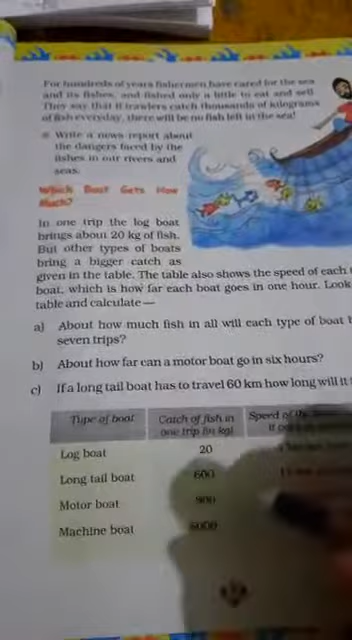 For hundreds of years fishermen have cared for the sea
and its fishes, and fished only a little to eat and sell.
They say that if trawlers catch thousands of kilograms
of fish everyday, there will be no fish left in the sea!
Write a news report about
the dangers faced by the
fishes in our rivers and
seas.
Which Boat Gets How
Much?
In one trip the log boat
brings about 20 kg of fish.
But other types of boats
bring a bigger catch as
given in the table. The table also shows the speed of each
boat, which is how far each boat goes in one hour. Look
table and calculate —
a) About how much fish in all will each type of boat
seven trips?
b) About how far can a motor boat go in six hours?
c) If a long tail boat has to travel 60 km how long will it
Type of boat Catch of fish in Speed of
one trip (in kg)
Log boat 20
Long tail boat 600
Motor boat
Machine boat 6000